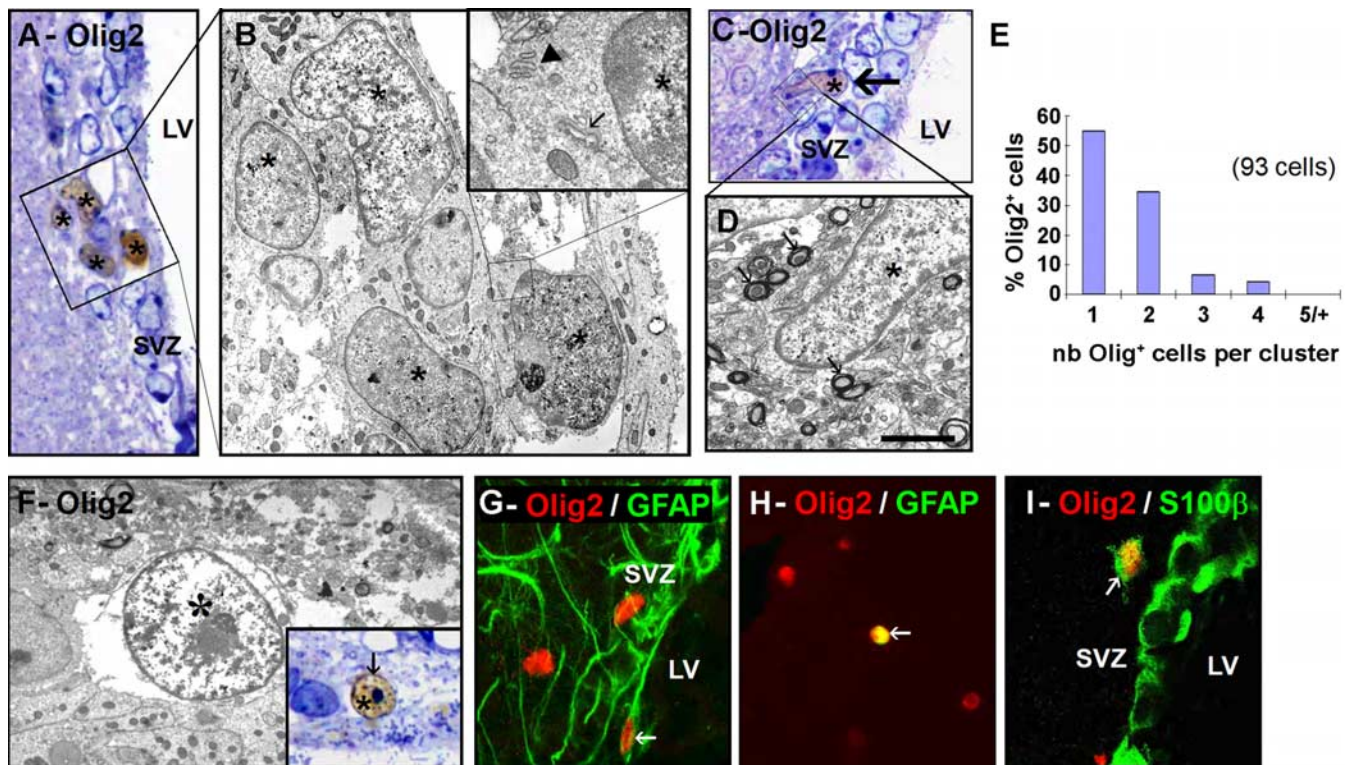 A - Olig2
LV
SVZ
B
C -Olig2
LV
SVZ
D
E
60
50
40
30
20
10
0
% Olig2⁺ cells
(93 cells)
1 2 3 4 5/+
nb Olig⁺ cells per cluster
F - Olig2
G- Olig2 / GFAP
SVZ
LV
H- Olig2 / GFAP
I- Olig2 / S100β
SVZ
LV